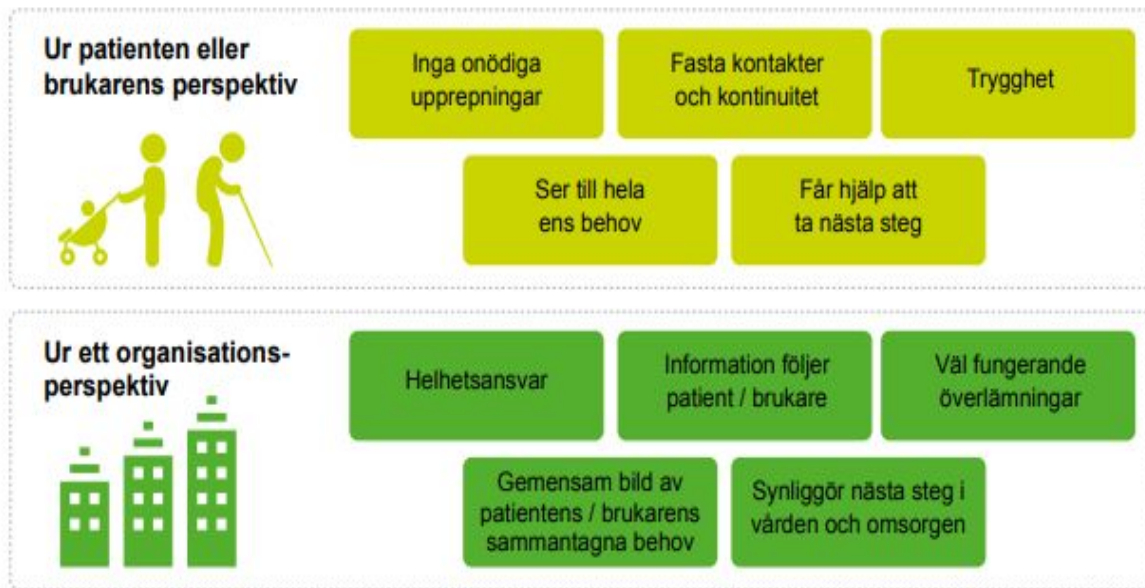 Ur patienten eller
brukarens perspektiv
Inga onödiga
upprepningar
Fasta kontakter
och kontinuitet
Trygghet
Ser till hela
ens behov
Får hjälp att
ta nästa steg
Ur ett organisations-
perspektiv
Helhetsansvar
Information följer
patient / brukare
Väl fungerande
överlämningar
Gemensam bild av
patientens / brukarens
sammantagna behov
Synliggör nästa steg i
vården och omsorgen